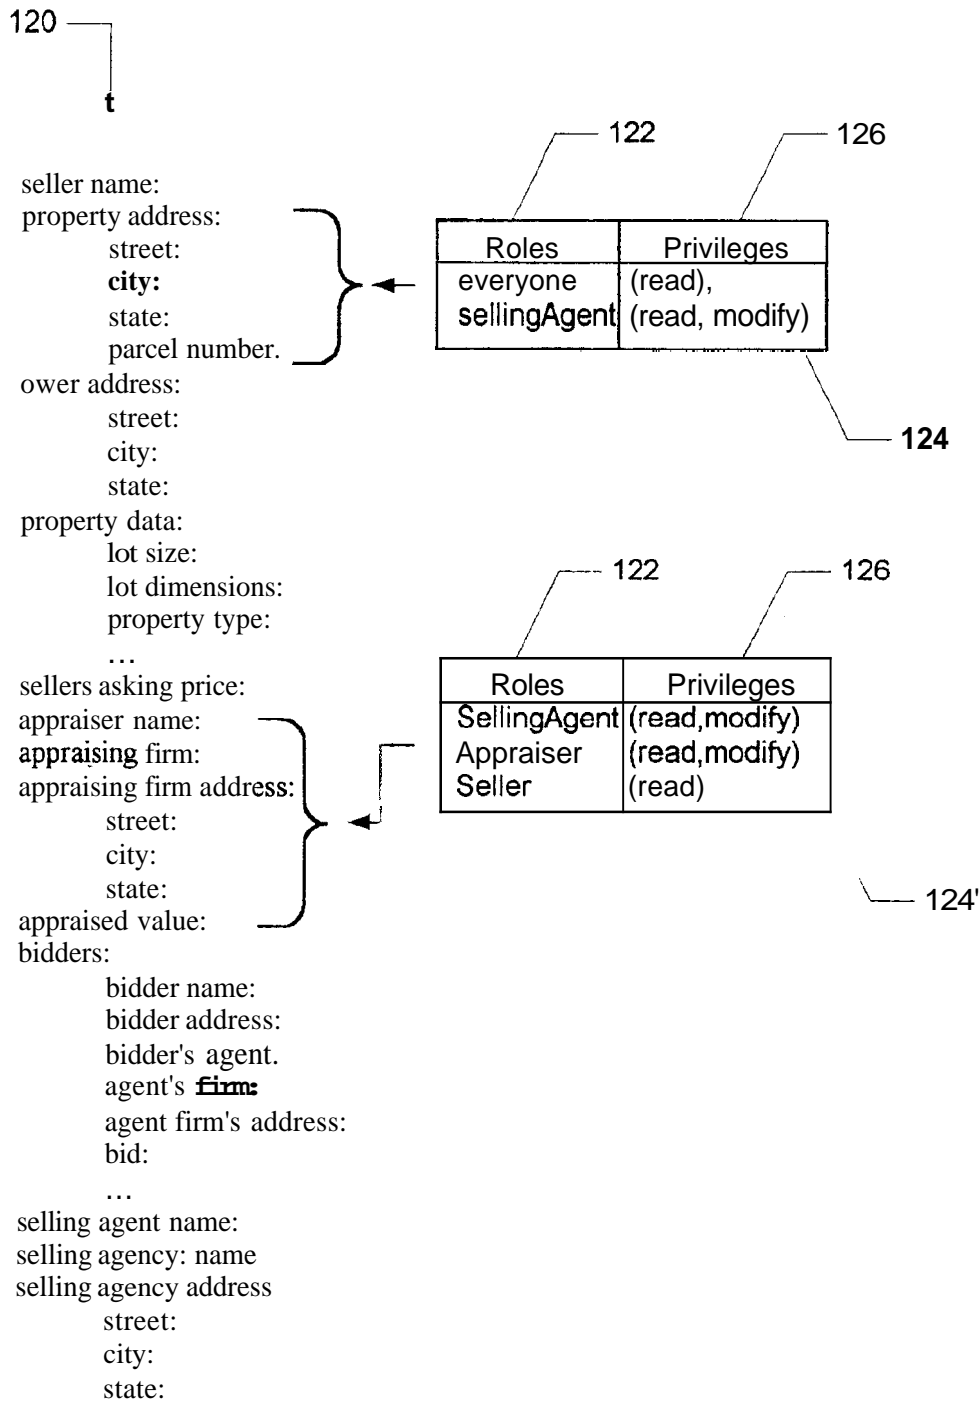 120
t
122
126
seller name:
property address:
street:
city:
state:
parcel number.
Roles Privileges
everyone (read),
sellingAgent (read, modify)
124
ower address:
street:
city:
state:
property data:
lot size:
lot dimensions:
property type:
...
122
126
sellers asking price:
appraiser name:
appraising firm:
appraising firm address:
street:
city:
state:
appraised value:
Roles Privileges
SellingAgent (read,modify)
Appraiser (read,modify)
Seller (read)
124'
bidders:
bidder name:
bidder address:
bidder's agent.
agent's firm:
agent firm's address:
bid:
...
selling agent name:
selling agency: name
selling agency address
street:
city:
state: